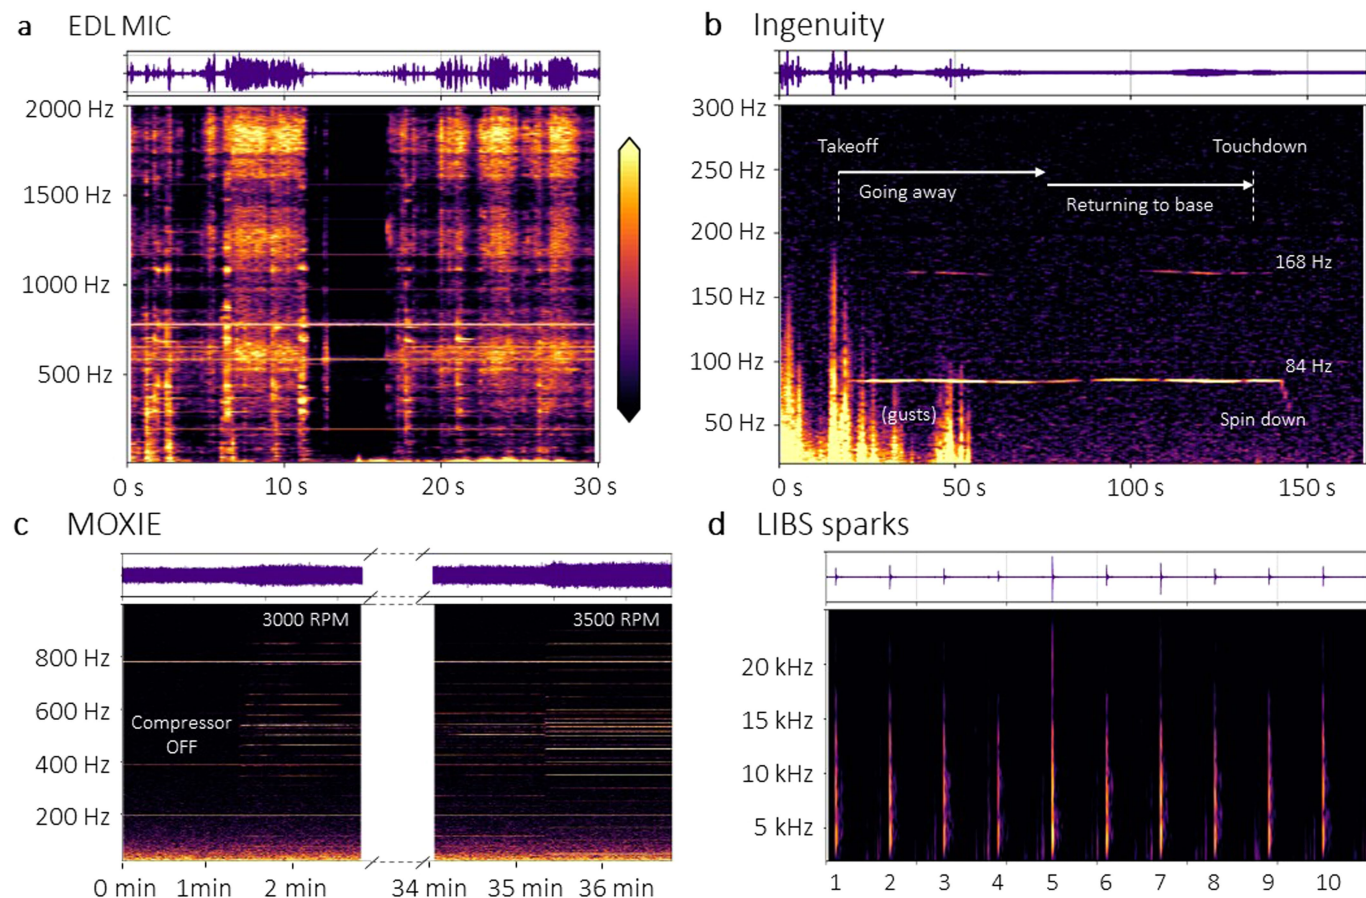 a EDL MIC
2000 Hz
1500 Hz
1000 Hz
500 Hz
0 s 10 s 20 s 30 s
b Ingenuity
300 Hz
250 Hz
200 Hz
150 Hz
100 Hz
50 Hz
Takeoff Touchdown
Going away
Returning to base
168 Hz
84 Hz
(gusts) Spin down
0 s 50 s 100 s 150 s
c MOXIE
3000 RPM 3500 RPM
800 Hz
600 Hz
400 Hz
200 Hz
Compressor
OFF
0 min 1min 2 min 34 min 35 min 36 min
d LIBS sparks
20 kHz
15 kHz
10 kHz
5 kHz
1 2 3 4 5 6 7 8 9 10